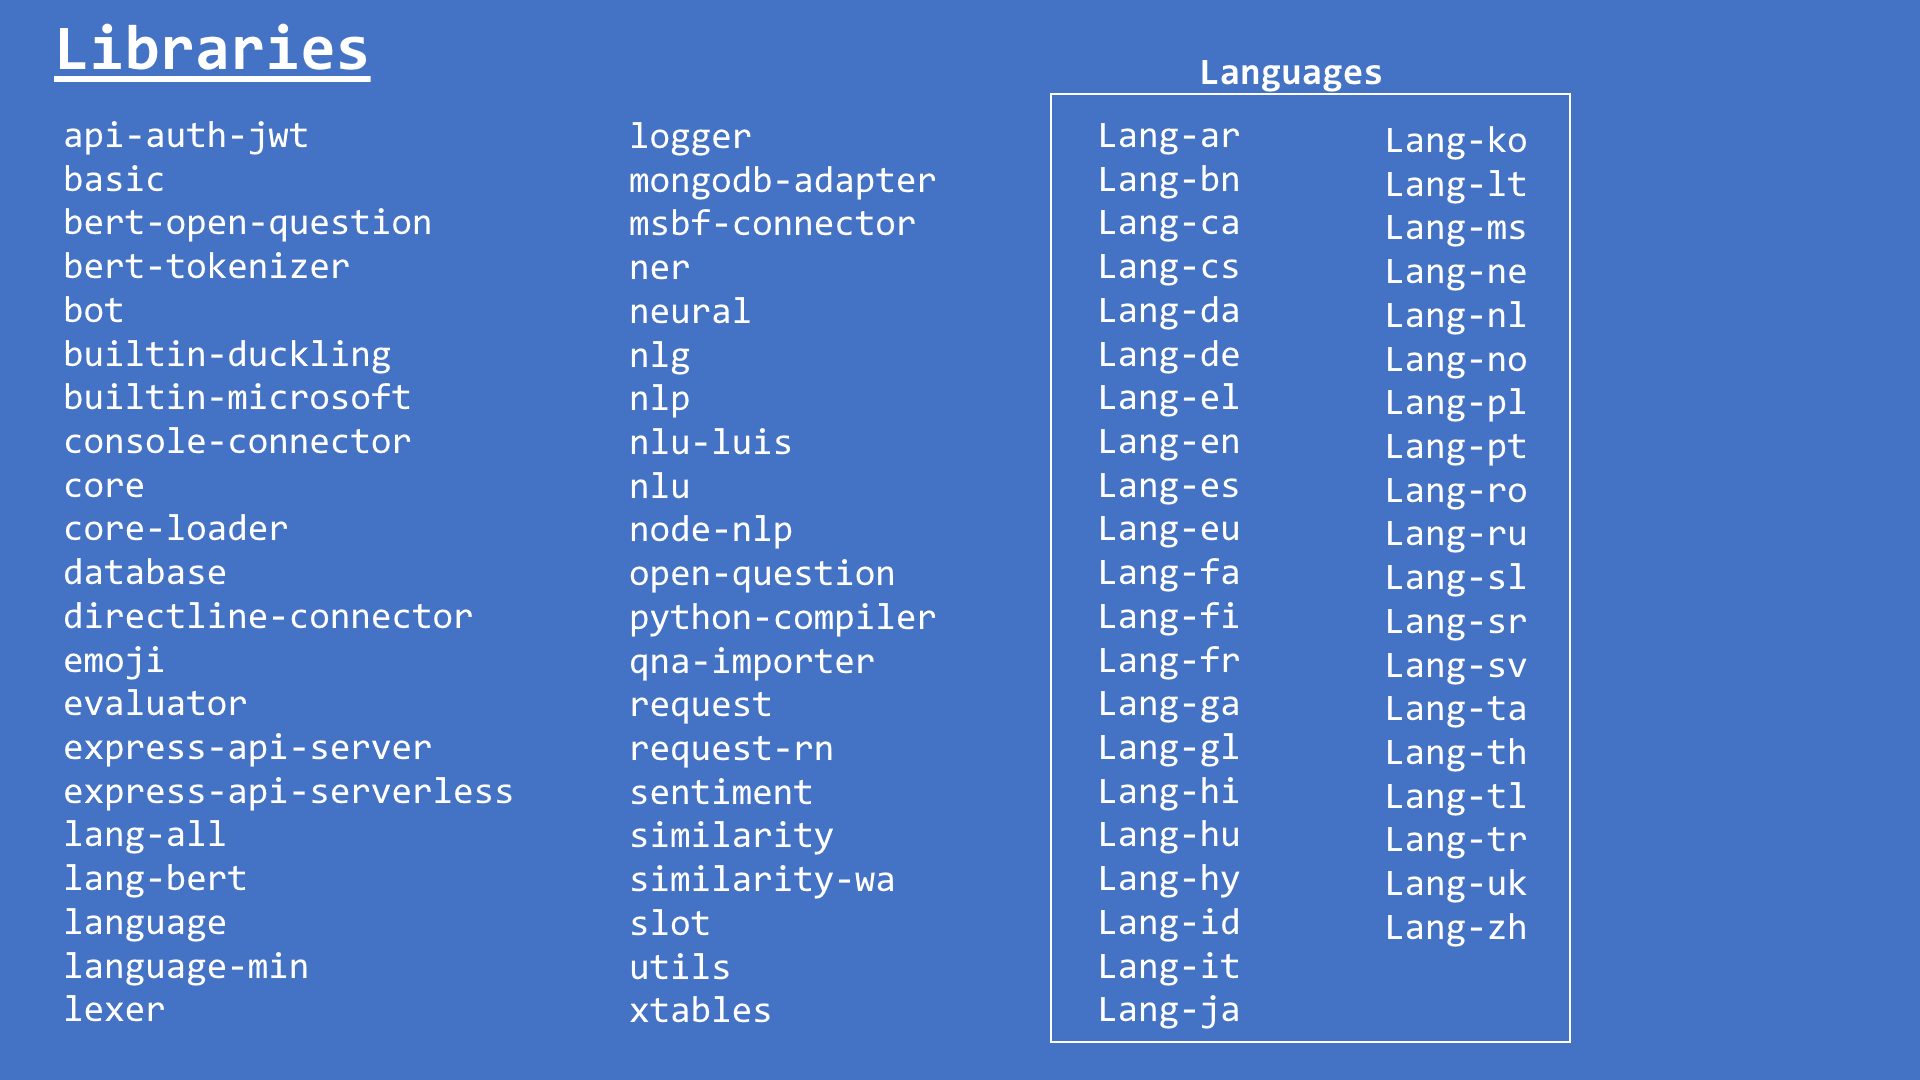 Libraries
api-auth-jwt
basic
bert-open-question
bert-tokenizer
bot
builtin-duckling
builtin-microsoft
console-connector
core
core-loader
database
directline-connector
emoji
evaluator
express-api-server
express-api-serverless
lang-all
lang-bert
language
language-min
lexer
logger
mongodb-adapter
msbf-connector
ner
neural
nlg
nlp
nlu-luis
nlu
node-nlp
open-question
python-compiler
qna-importer
request
request-rn
sentiment
similarity
similarity-wa
slot
utils
xtables
Languages
Lang-ar
Lang-bn
Lang-ca
Lang-cs
Lang-da
Lang-de
Lang-el
Lang-en
Lang-es
Lang-eu
Lang-fa
Lang-fi
Lang-fr
Lang-ga
Lang-gl
Lang-hi
Lang-hu
Lang-hy
Lang-id
Lang-it
Lang-ja
Lang-ko
Lang-lt
Lang-ms
Lang-ne
Lang-nl
Lang-no
Lang-pl
Lang-pt
Lang-ro
Lang-ru
Lang-sl
Lang-sr
Lang-sv
Lang-ta
Lang-th
Lang-tl
Lang-tr
Lang-uk
Lang-zh